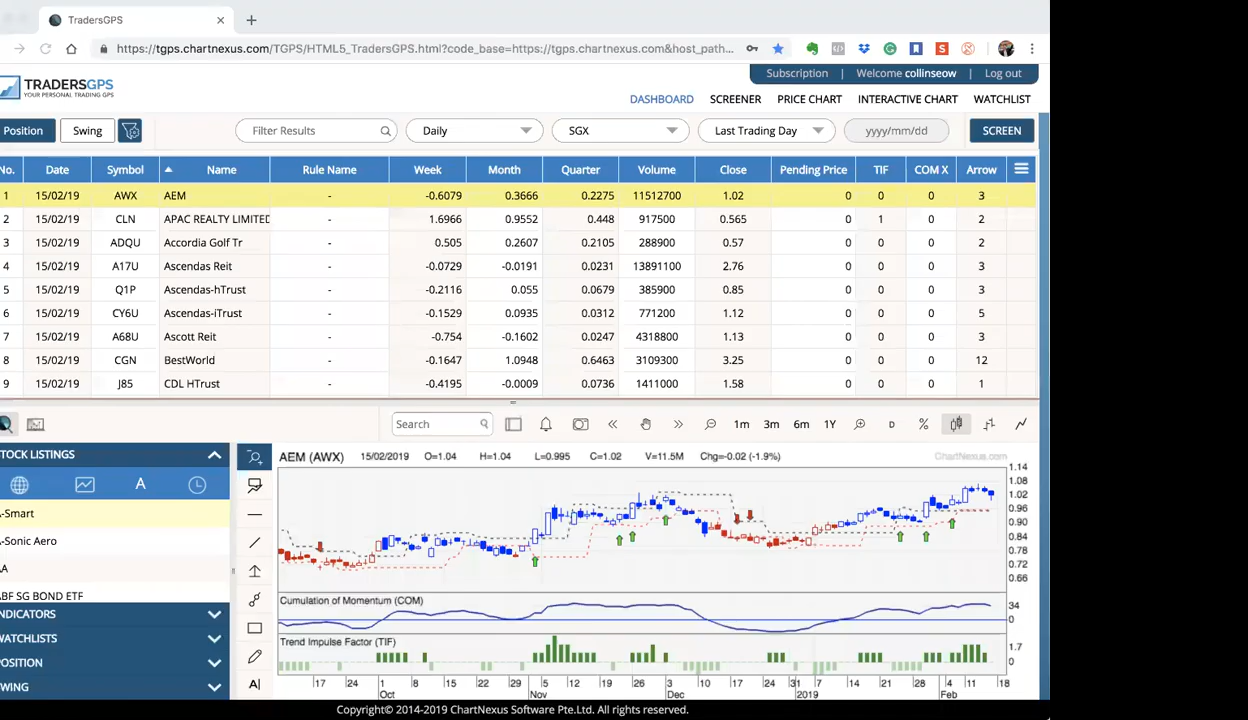 TradersGPS
https://tgps.chartnexus.com/TGPS/HTML5_TradersGPS.html?code_base=https://tgps.chartnexus.com&host_path...
Subscription | Welcome collinseow | Log out
TRADERSGPS
YOUR PERSONAL TRADING GPS
DASHBOARD SCREENER PRICE CHART INTERACTIVE CHART WATCHLIST
Position Swing Filter Results Daily SGX Last Trading Day yyyy/mm/dd SCREEN
No. Date Symbol Name Rule Name Week Month Quarter Volume Close Pending Price TIF COM X Arrow
1 15/02/19 AWX AEM - -0.6079 0.3666 0.2275 11512700 1.02 0 0 0 3
2 15/02/19 CLN APAC REALTY LIMITED - 1.6966 0.9552 0.448 917500 0.565 0 1 0 2
3 15/02/19 ADQU Accordia Golf Tr - 0.505 0.2607 0.2105 288900 0.57 0 0 0 2
4 15/02/19 A17U Ascendas Reit - -0.0729 -0.0191 0.0231 13891100 2.76 0 0 0 3
5 15/02/19 Q1P Ascendas-hTrust - -0.2116 0.055 0.0679 385900 0.85 0 0 0 3
6 15/02/19 CY6U Ascendas-iTrust - -0.1529 0.0935 0.0312 771200 1.12 0 0 0 5
7 15/02/19 A68U Ascott Reit - -0.754 -0.1602 0.0247 4318800 1.13 0 0 0 3
8 15/02/19 CGN BestWorld - -0.1647 1.0948 0.6463 3109300 3.25 0 0 0 12
9 15/02/19 J85 CDL HTrust - -0.4195 -0.0009 0.0736 1411000 1.58 0 0 0 1
Search 1m 3m 6m 1Y D %
STOCK LISTINGS
A
-Smart
-Sonic Aero
AA
ABF SG BOND ETF
INDICATORS
WATCHLISTS
POSITION
SWING
A|
AEM (AWX) 15/02/2019 O=1.04 H=1.04 L=0.995 C=1.02 V=11.5M Chg=-0.02 (-1.9%) ChartNexus.com
1.14
1.08
1.02
0.96
0.90
0.84
0.78
0.72
0.66
Cumulation of Momentum (COM)
34
0
Trend Impulse Factor (TIF)
1.7
0
17 24 1 8 15 22 29 5 12 19 26 3 10 17 24 31 7 14 21 28 4 11 18
Oct Nov Dec 2019 Feb
Copyright© 2014-2019 ChartNexus Software Pte.Ltd. All rights reserved.